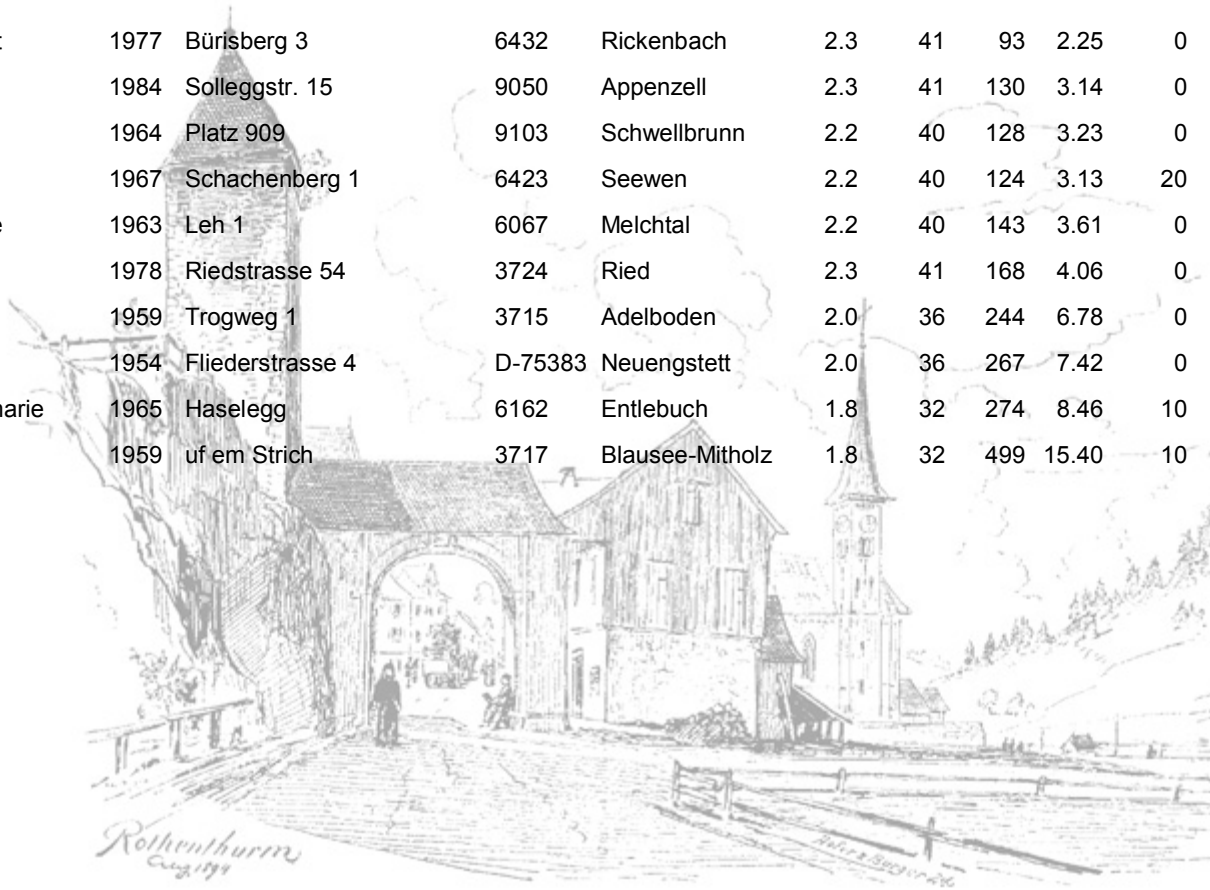 t 1977 Bürisberg 3 6432 Rickenbach 2.3 41 93 2.25 0
1984 Solleggstr. 15 9050 Appenzell 2.3 41 130 3.14 0
1964 Platz 909 9103 Schwellbrunn 2.2 40 128 3.23 0
1967 Schachenberg 1 6423 Seewen 2.2 40 124 3.13 20
e 1963 Leh 1 6067 Melchtal 2.2 40 143 3.61 0
1978 Riedstrasse 54 3724 Ried 2.3 41 168 4.06 0
1959 Trogweg 1 3715 Adelboden 2.0 36 244 6.78 0
1954 Fliederstrasse 4 D-75383 Neuengstett 2.0 36 267 7.42 0
narie 1965 Haselegg 6162 Entlebuch 1.8 32 274 8.46 10
1959 uf em Strich 3717 Blausee-Mitholz 1.8 32 499 15.40 10
Rothenthurm
Aug. 1894